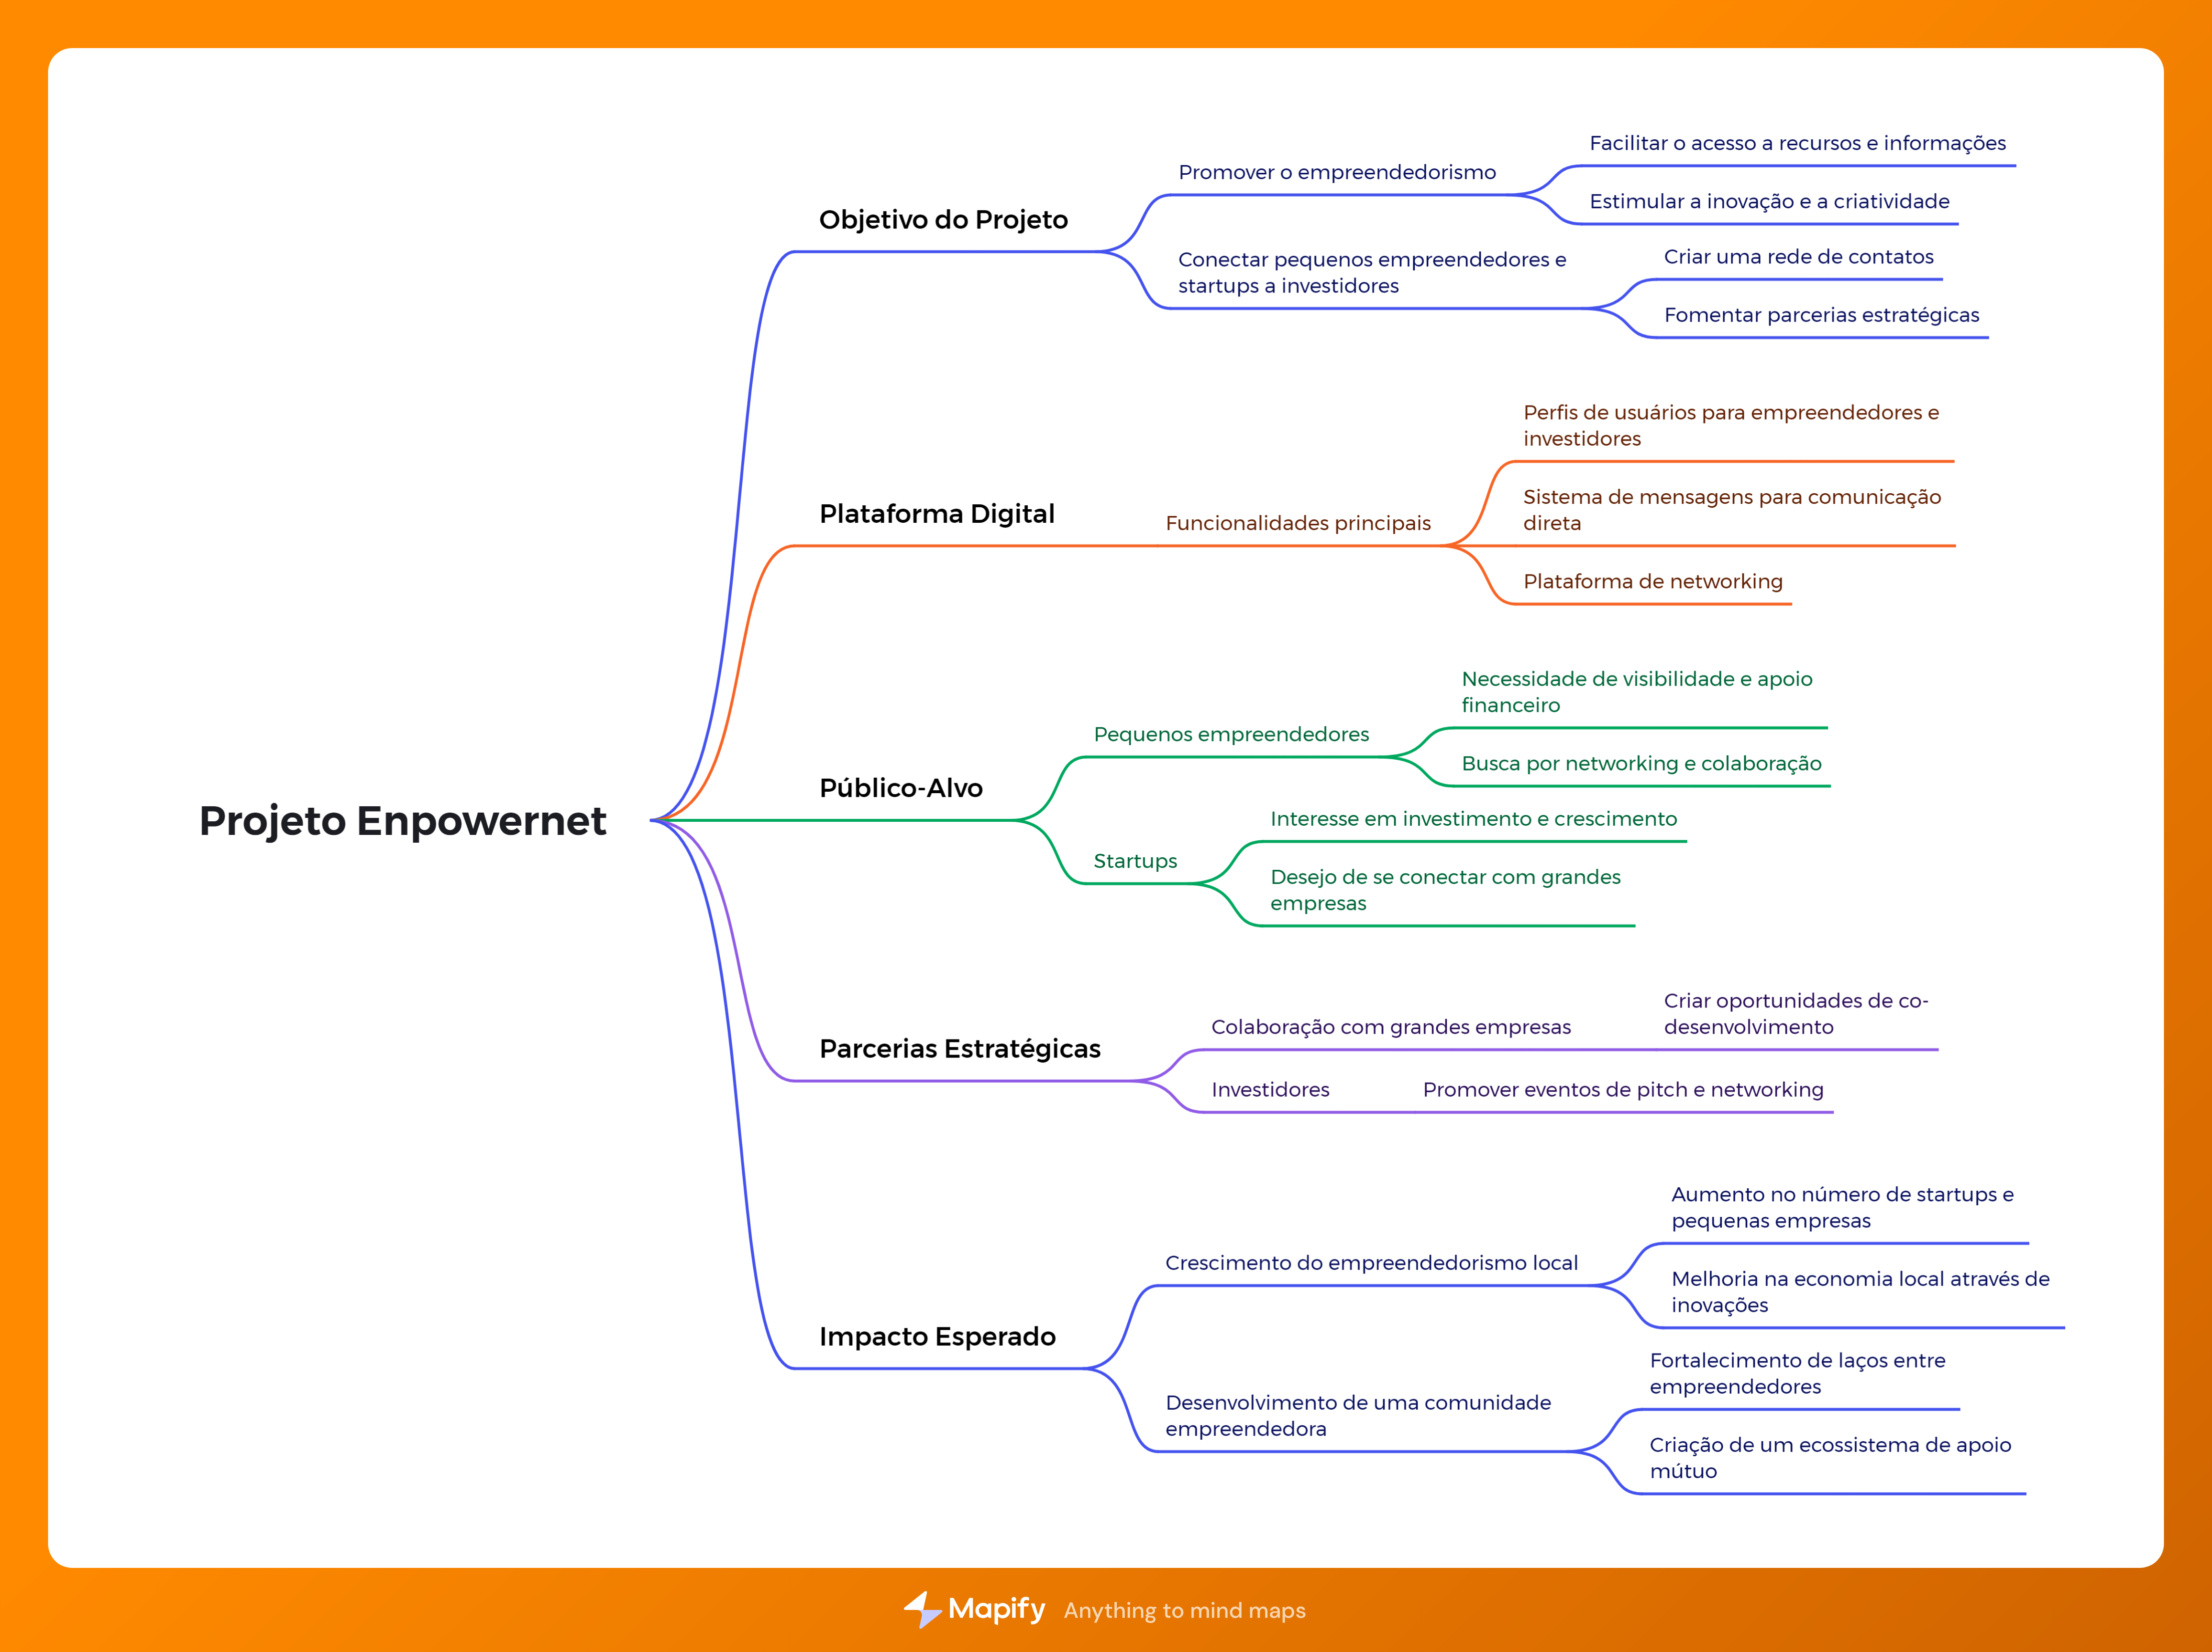 Projeto Enpowernet
Objetivo do Projeto
Promover o empreendedorismo
Facilitar o acesso a recursos e informações
Estimular a inovação e a criatividade
Conectar pequenos empreendedores e
startups a investidores
Criar uma rede de contatos
Fomentar parcerias estratégicas
Plataforma Digital
Funcionalidades principais
Perfis de usuários para empreendedores e
investidores
Sistema de mensagens para comunicação
direta
Plataforma de networking
Público-Alvo
Pequenos empreendedores
Necessidade de visibilidade e apoio
financeiro
Busca por networking e colaboração
Startups
Interesse em investimento e crescimento
Desejo de se conectar com grandes
empresas
Parcerias Estratégicas
Colaboração com grandes empresas
Criar oportunidades de co-
desenvolvimento
Investidores
Promover eventos de pitch e networking
Impacto Esperado
Crescimento do empreendedorismo local
Aumento no número de startups e
pequenas empresas
Melhoria na economia local através de
inovações
Desenvolvimento de uma comunidade
empreendedora
Fortalecimento de laços entre
empreendedores
Criação de um ecossistema de apoio
mútuo
Mapify Anything to mind maps